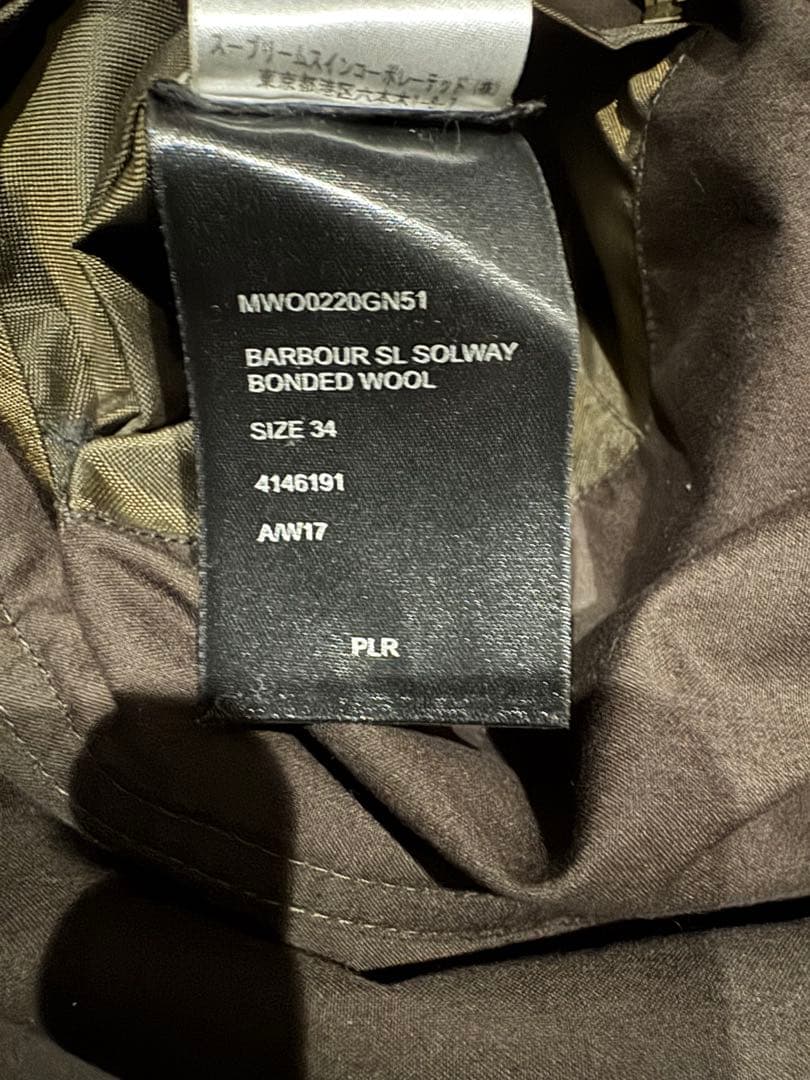 スープリームスインコーポレーテッド(株)
東京都港区六本木
MWO0220GN51
BARBOUR SL SOLWAY
BONDED WOOL
SIZE 34
4146191
A/W17
PLR